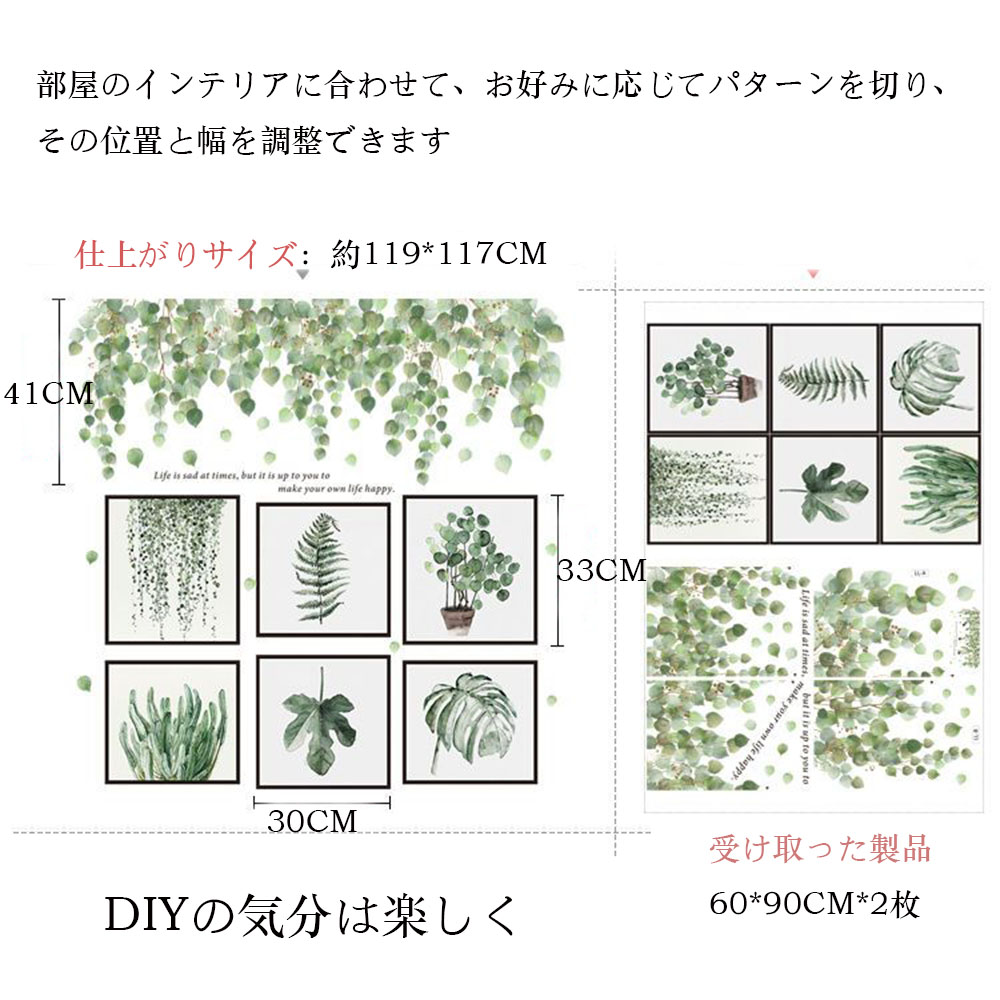 部屋のインテリアに合わせて、お好みに応じてパターンを切り、
その位置と幅を調整できます
仕上がりサイズ: 約119*117CM
41CM
Life is sad at times, but it is up to you to
make your own life happy.
33CM
30CM
Life is sad at times, but it is up to you to
make your own life happy.
受け取った製品
60*90CM*2枚
DIYの気分は楽しく